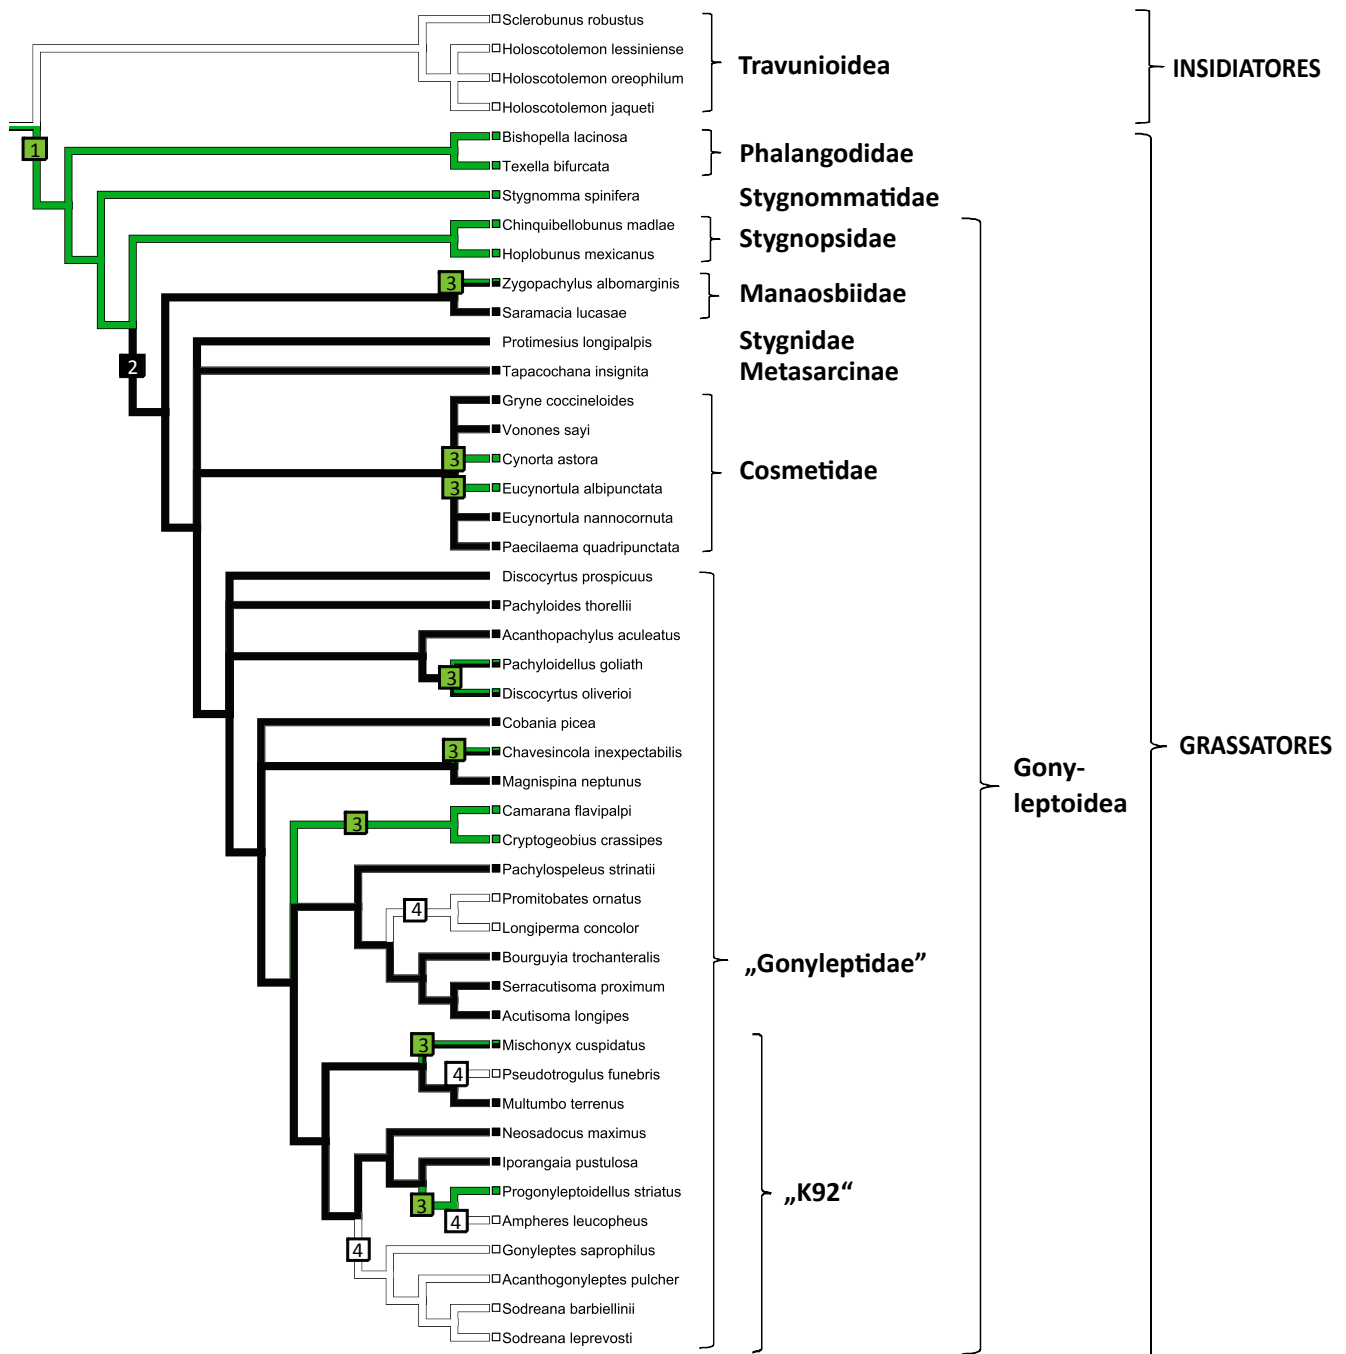 Sclerobunus robustus
Holoscotolemon lessiniense
Holoscotolemon oreophilum
Holoscotolemon jaqueti
Travunioidea
INSIDIATORES
1
Bishopella lacinosa
Texella bifurcata
Phalangodidae
Stygnomma spinifera
Stygnommatidae
Chinquibellobunus madlae
Hoplobunus mexicanus
Stygnopsidae
3
Zygopachylus albomarginis
Saramacia lucasae
Manaosbiidae
Protimesius longipalpis
Stygnidae
2
Tapacochana insignita
Metasarcinae
Gryne coccineloides
Vonones sayi
3
Cynorta astora
3
Eucynortula albipunctata
Eucynortula nannocornuta
Paecilaema quadripunctata
Cosmetidae
Discocyrtus prospicuus
Pachyloides thorellii
Acanthopachylus aculeatus
Pachyloidellus goliath
3
Discocyrtus oliverioi
Cobania picea
3
Chavesincola inexpectabilis
Magnispina neptunus
GRASSATORES
Gony-
leptoidea
Camarana flavipalpi
3
Cryptogeobius crassipes
Pachylospeleus strinatii
Promitobates ornatus
4
Longiperma concolor
Bourguyia trochanteralis
„Gonyleptidae”
Serracutisoma proximum
Acutisoma longipes
3
Mischonyx cuspidatus
4
Pseudotrogulus funebris
Multumbo terrenus
Neosadocus maximus
Iporangaia pustulosa
Progonyleptoidellus striatus
„K92“
3
4
Ampheres leucopheus
4
Gonyleptes saprophilus
Acanthogonyleptes pulcher
Sodreana barbiellinii
Sodreana leprevosti